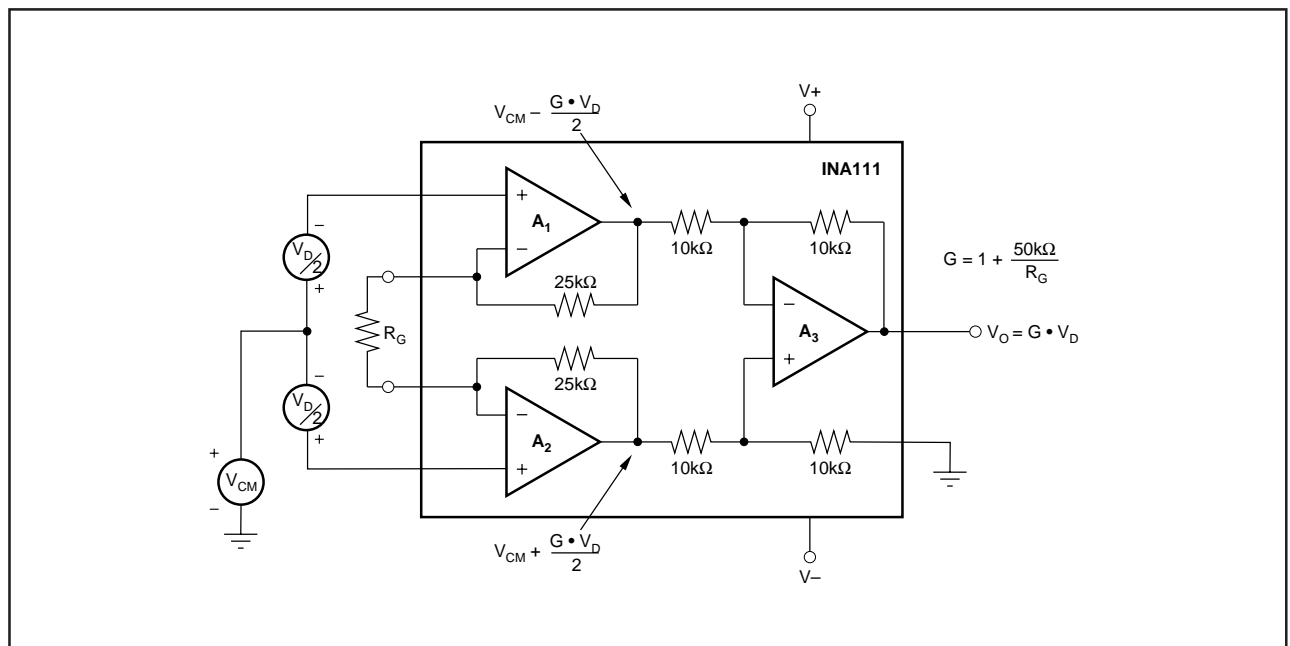 V+
V_CM – G • V_D
2
INA111
– +
V_D/2
+ –
A₁
10kΩ 10kΩ
25kΩ
G = 1 + 50kΩ
R_G
R_G
– +
A₃
V_O = G • V_D
25kΩ
– +
V_D/2
– +
A₂
10kΩ 10kΩ
+ –
V_CM
V_CM + G • V_D
2
V–